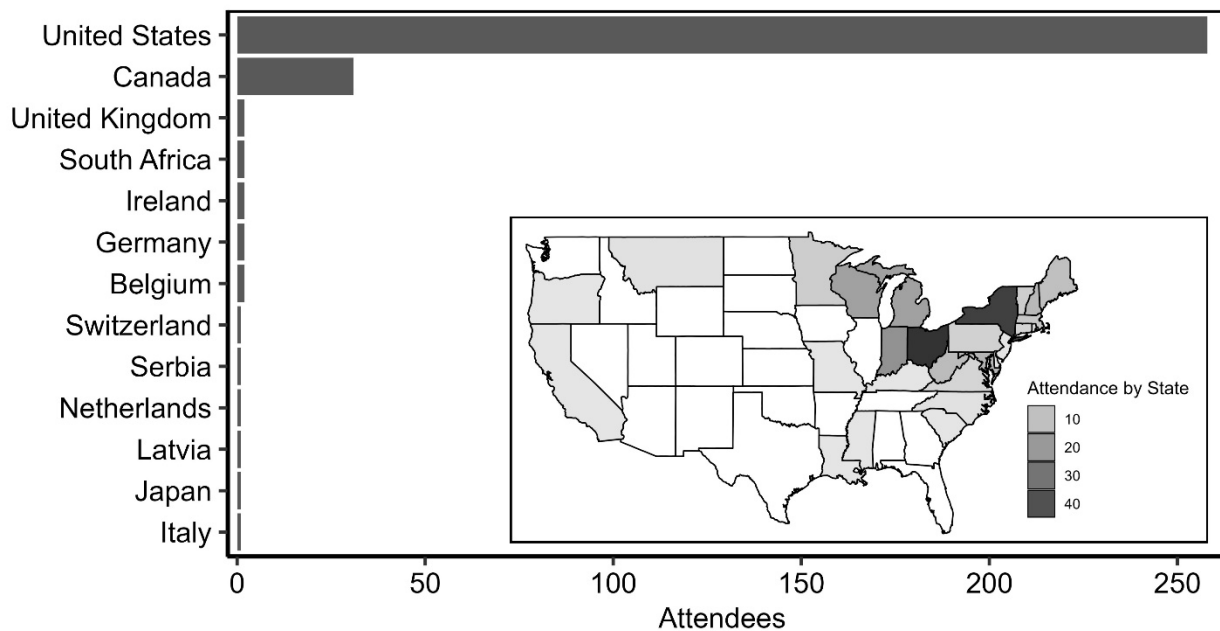 United States
Canada
United Kingdom
South Africa
Ireland
Germany
Belgium
Switzerland
Serbia
Netherlands
Latvia
Japan
Italy
Attendance by State
10
20
30
40
0 50 100 150 200 250
Attendees